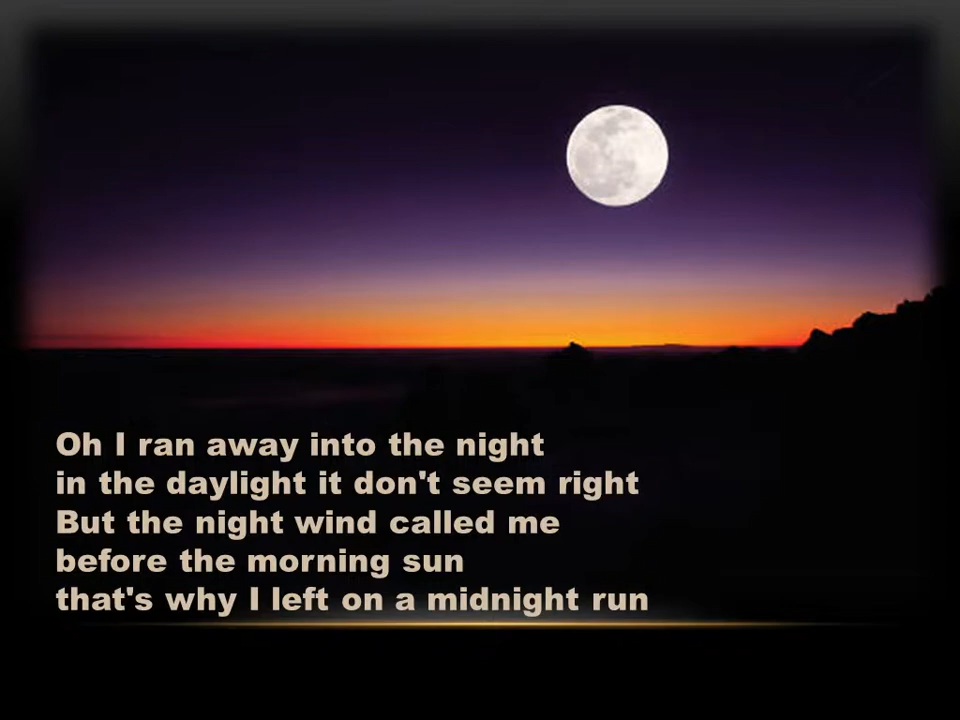 Oh I ran away into the night
in the daylight it don't seem right
But the night wind called me
before the morning sun
that's why I left on a midnight run